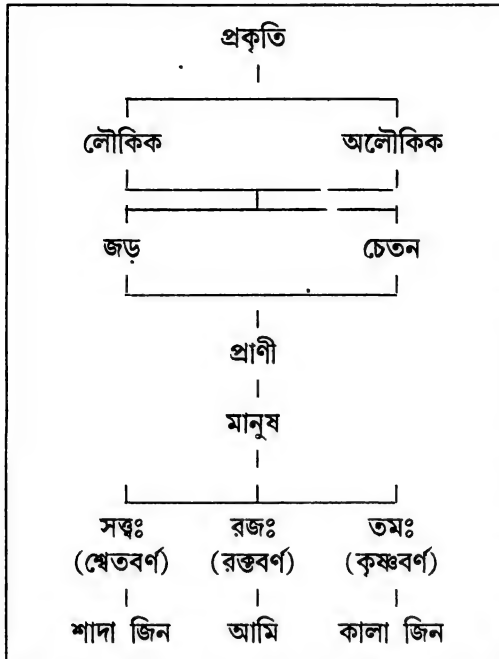 প্রকৃতি
লৌকিক অলৌকিক
জড় চেতন
প্রাণী
মানুষ
সত্ত্বঃ রজঃ তমঃ
(শ্বেতবর্ণ) (রক্তবর্ণ) (কৃষ্ণবর্ণ)
শাদা জিন আমি কালা জিন